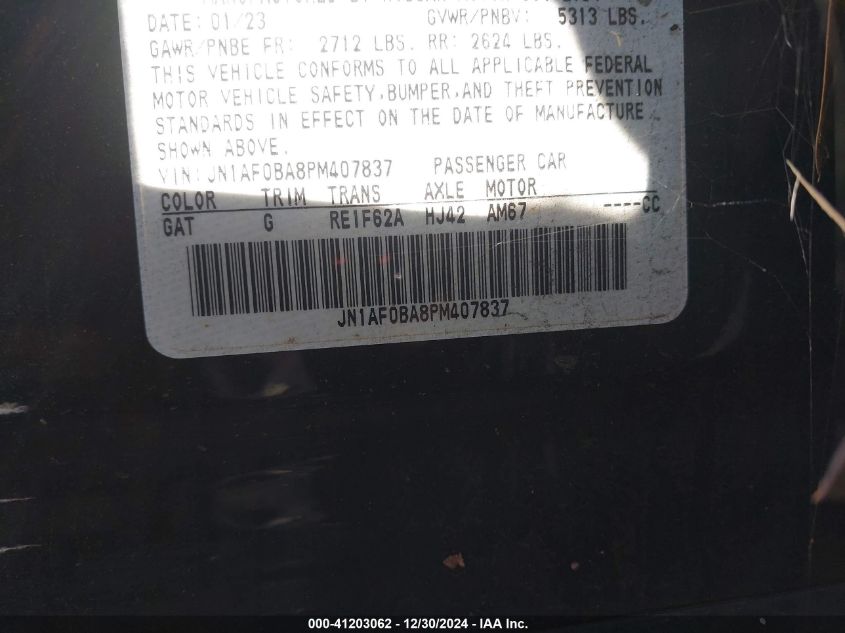 DATE: 01/23 GVWR/PNBV: 5313 LBS.
GAWR/PNBE FR: 2712 LBS. RR: 2624 LBS.
THIS VEHICLE CONFORMS TO ALL APPLICABLE FEDERAL
MOTOR VEHICLE SAFETY,BUMPER,AND THEFT PREVENTION
STANDARDS IN EFFECT ON THE DATE OF MANUFACTURE
SHOWN ABOVE.
VIN:JN1AF0BA8PM407837 PASSENGER CAR
COLOR TRIM TRANS AXLE MOTOR
GAT G RE1F62A HJ42 AM67 ----CC
JN1AF0BA8PM407837
000-41203062 - 12/30/2024 - IAA Inc.